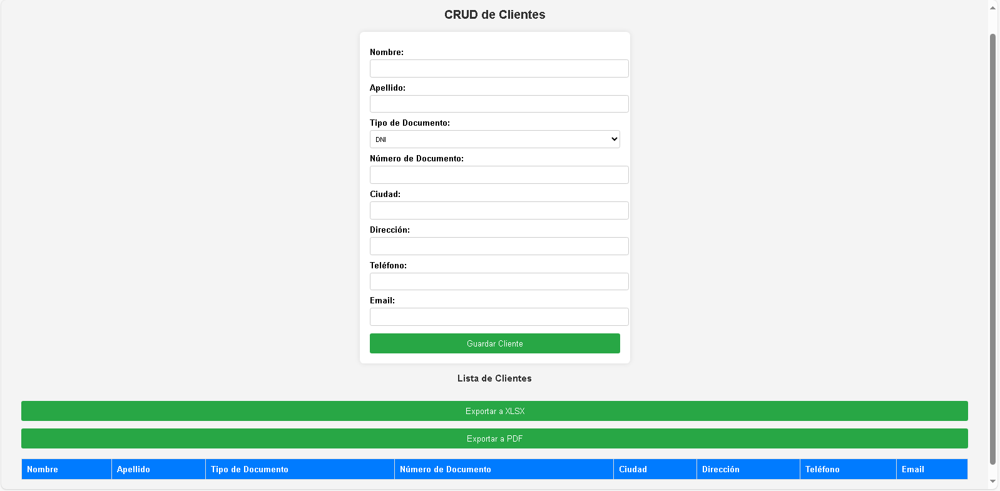 CRUD de Clientes
Nombre:
Apellido:
Tipo de Documento:
DNI
Número de Documento:
Ciudad:
Dirección:
Teléfono:
Email:
Guardar Cliente
Lista de Clientes
Exportar a XLSX
Exportar a PDF
Nombre Apellido Tipo de Documento Número de Documento Ciudad Dirección Teléfono Email